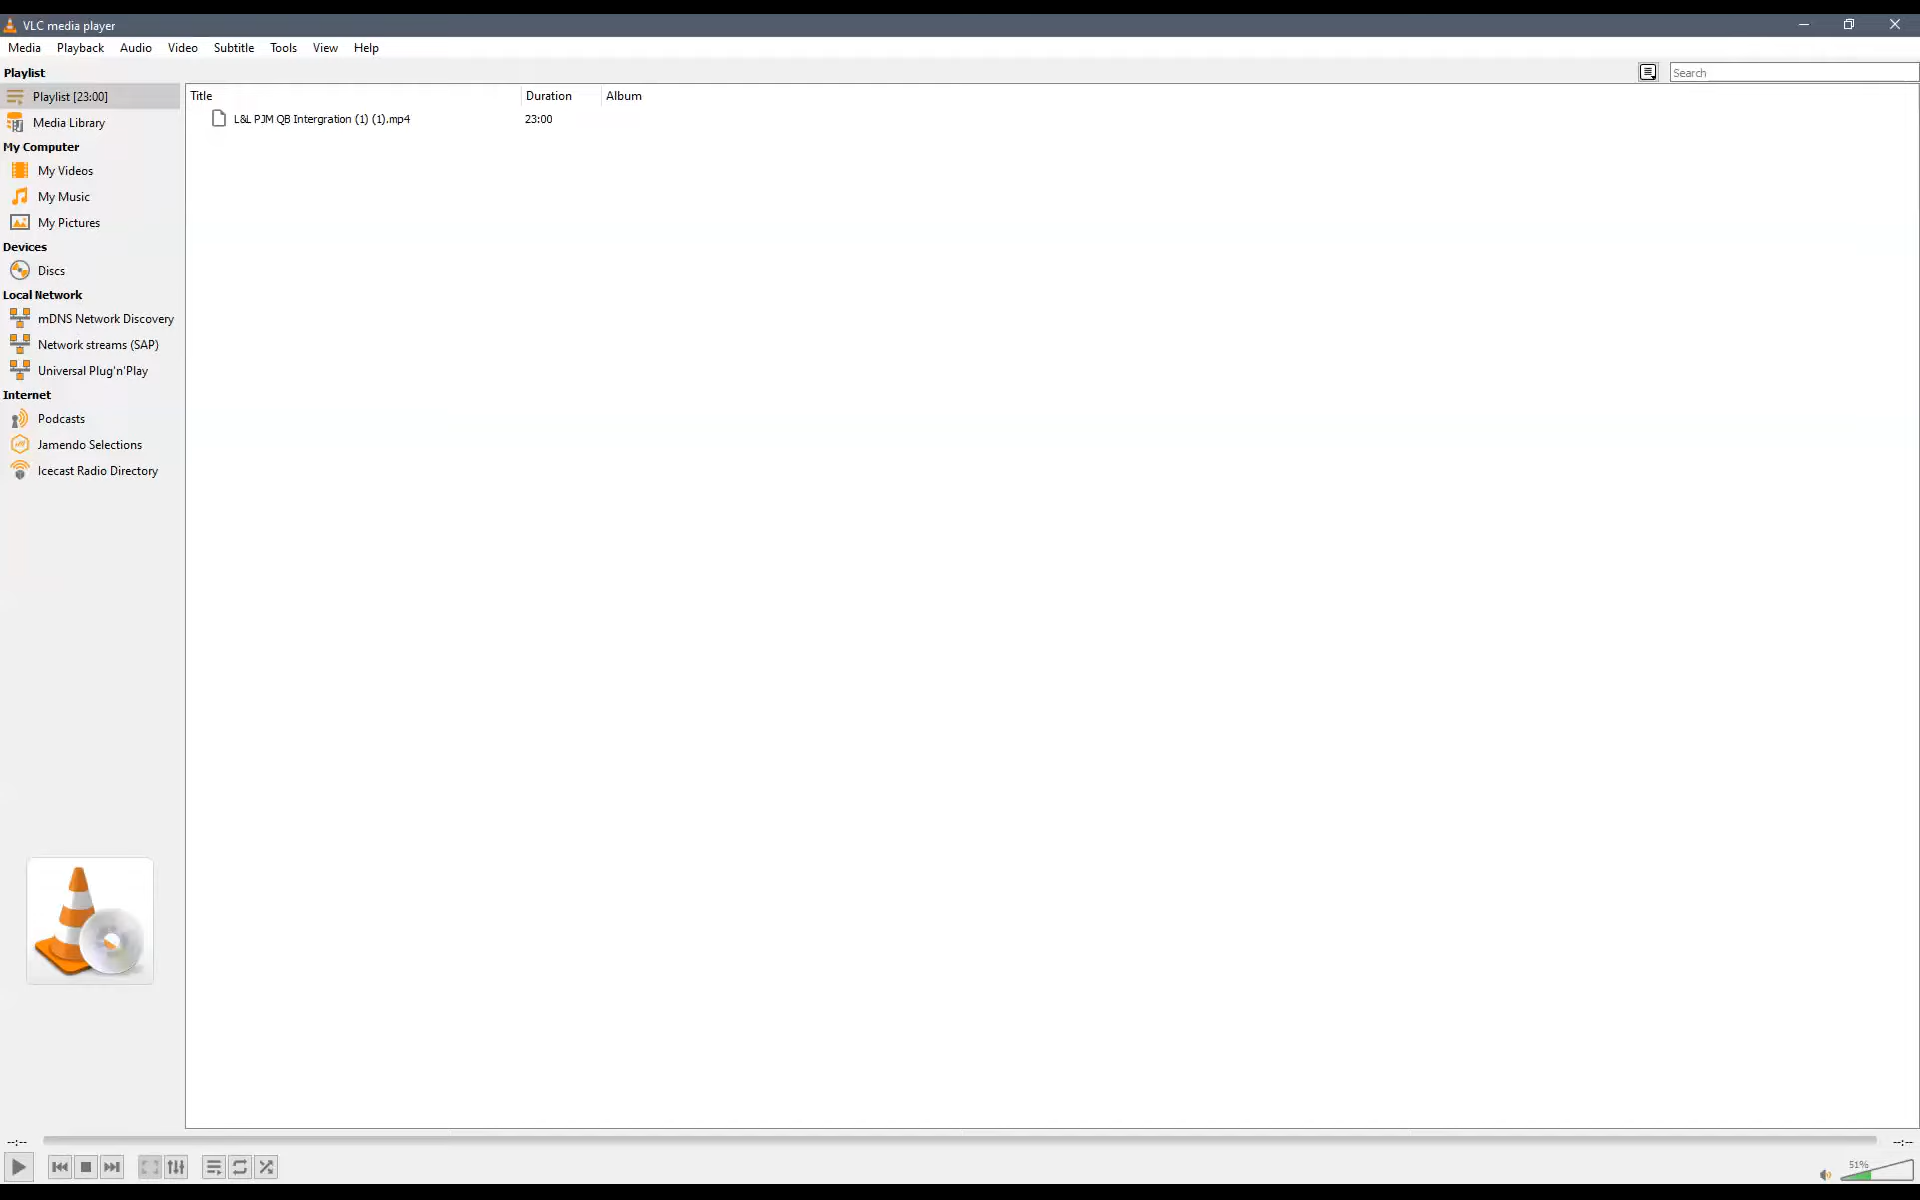 VLC media player
Media Playback Audio Video Subtitle Tools View Help
Playlist
Search
Playlist [23:00]
Media Library
My Computer
My Videos
My Music
My Pictures
Devices
Discs
Local Network
mDNS Network Discovery
Network streams (SAP)
Universal Plug'n'Play
Internet
Podcasts
Jamendo Selections
Icecast Radio Directory
Title Duration Album
L&L PJM QB Intergration (1) (1).mp4 23:00
--:-- --:--
51%